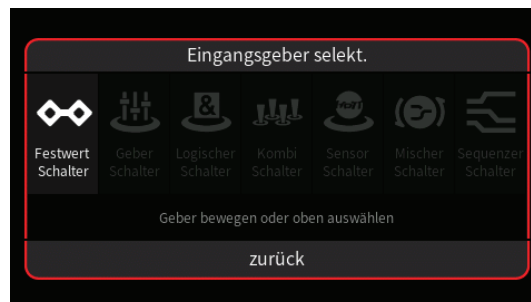 Eingangsgeber selekt.
&
Festwert Geber Logischer Kombi Sensor Mischer Sequenzer
Schalter Schalter Schalter Schalter Schalter Schalter Schalter
Geber bewegen oder oben auswählen
zurück